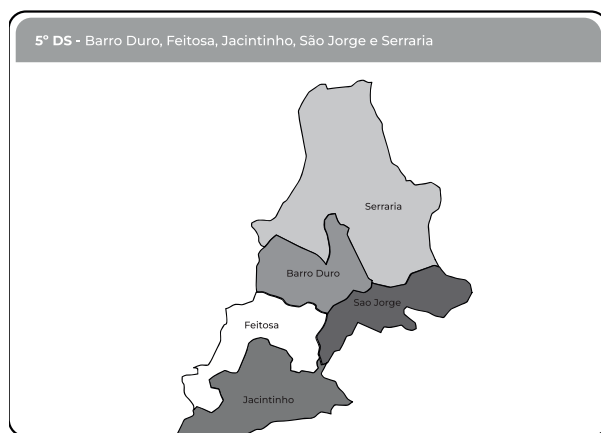 5º DS - Barro Duro, Feitosa, Jacintinho, São Jorge e Serraria
Serraria
Barro Duro
Sao Jorge
Feitosa
Jacintinho